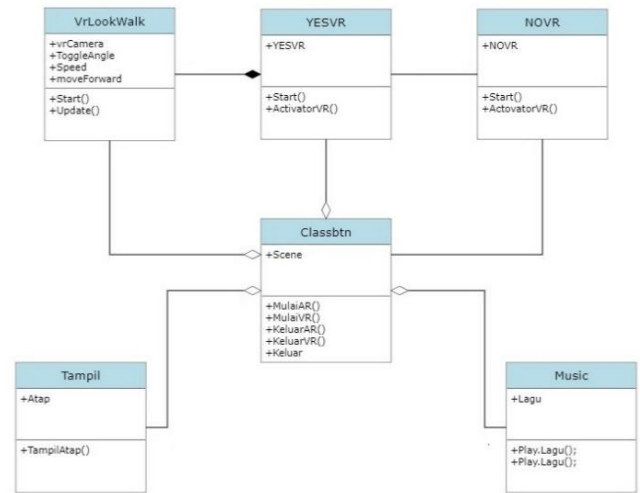 VrLookWalk
+vrCamera
+ToggleAngle
+Speed
+moveForward
+Start()
+Update()
YESVR
+YESVR
+Start()
+ActivatorVR()
NOVR
+NOVR
+Start()
+ActovatorVR()
Classbtn
+Scene
+MulaiAR()
+MulaiVR()
+KeluarAR()
+KeluarVR()
+Keluar
Tampil
+Atap
+TampilAtap()
Music
+Lagu
+Play.Lagu();
+Play.Lagu();